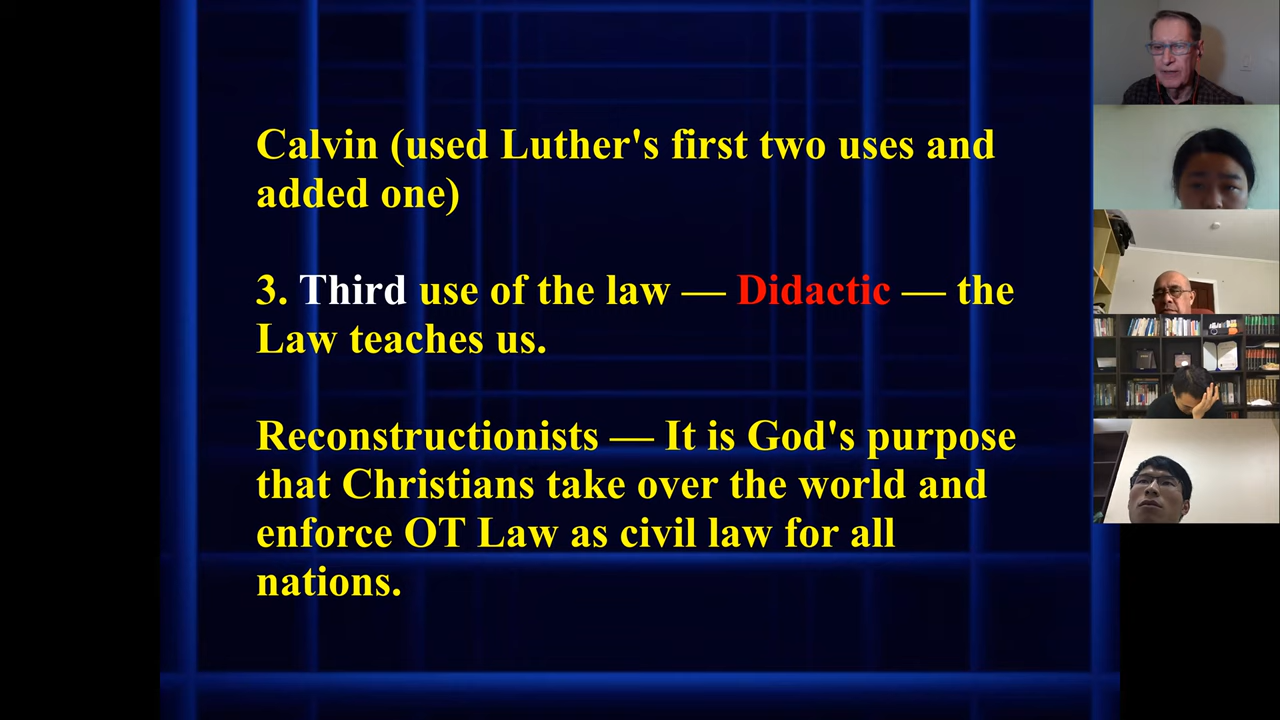 Calvin (used Luther's first two uses and
added one)
3. Third use of the law — Didactic — the
Law teaches us.
Reconstructionists — It is God's purpose
that Christians take over the world and
enforce OT Law as civil law for all
nations.